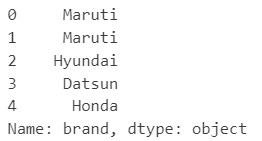 0     Maruti
1     Maruti
2    Hyundai
3     Datsun
4      Honda
Name: brand, dtype: object